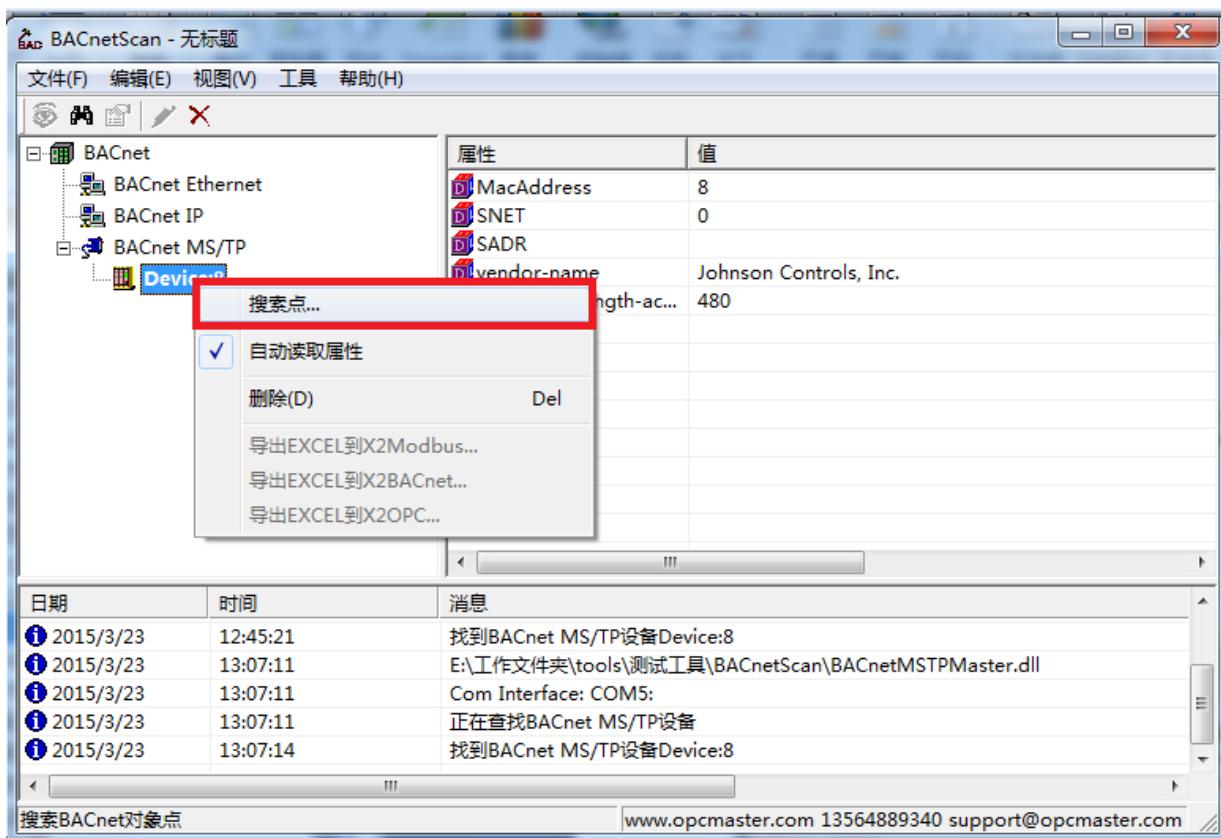 BACnetScan - 无标题
文件(F) 编辑(E) 视图(V) 工具 帮助(H)
BACnet
BACnet Ethernet
BACnet IP
BACnet MS/TP
Device:8
属性 值
MacAddress 8
SNET 0
SADR
vendor-name Johnson Controls, Inc.
ngth-ac... 480
搜索点...
自动读取属性
删除(D) Del
导出EXCEL到X2Modbus...
导出EXCEL到X2BACnet...
导出EXCEL到X2OPC...
日期 时间 消息
2015/3/23 12:45:21 找到BACnet MS/TP设备Device:8
2015/3/23 13:07:11 E:\工作文件夹\tools\测试工具\BACnetScan\BACnetMSTPMaster.dll
2015/3/23 13:07:11 Com Interface: COM5:
2015/3/23 13:07:11 正在查找BACnet MS/TP设备
2015/3/23 13:07:14 找到BACnet MS/TP设备Device:8
搜索BACnet对象点 www.opcmaster.com 13564889340 support@opcmaster.com